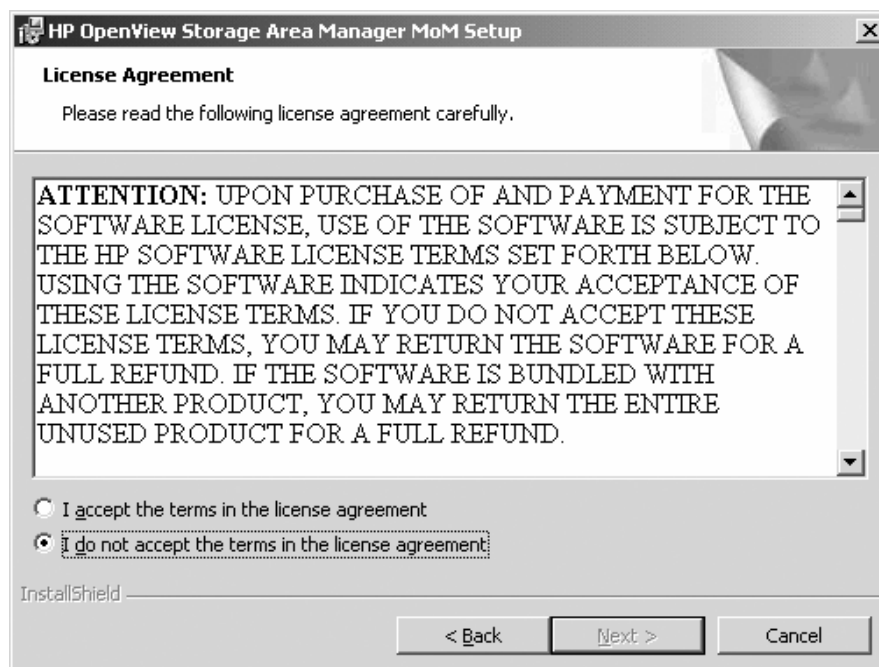 HP OpenView Storage Area Manager MoM Setup
License Agreement
Please read the following license agreement carefully.
ATTENTION: UPON PURCHASE OF AND PAYMENT FOR THE
SOFTWARE LICENSE, USE OF THE SOFTWARE IS SUBJECT TO
THE HP SOFTWARE LICENSE TERMS SET FORTH BELOW.
USING THE SOFTWARE INDICATES YOUR ACCEPTANCE OF
THESE LICENSE TERMS. IF YOU DO NOT ACCEPT THESE
LICENSE TERMS, YOU MAY RETURN THE SOFTWARE FOR A
FULL REFUND. IF THE SOFTWARE IS BUNDLED WITH
ANOTHER PRODUCT, YOU MAY RETURN THE ENTIRE
UNUSED PRODUCT FOR A FULL REFUND.
I accept the terms in the license agreement
I do not accept the terms in the license agreement
InstallShield
< Back Next > Cancel